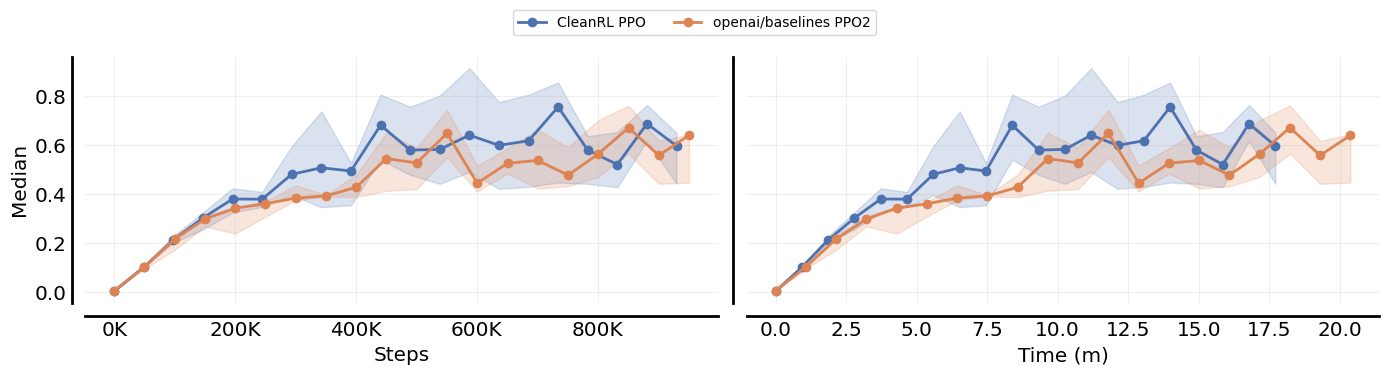 CleanRL PPO openai/baselines PPO2
Median
0.8
0.6
0.4
0.2
0.0
0K 200K 400K 600K 800K
Steps
0.0 2.5 5.0 7.5 10.0 12.5 15.0 17.5 20.0
Time (m)